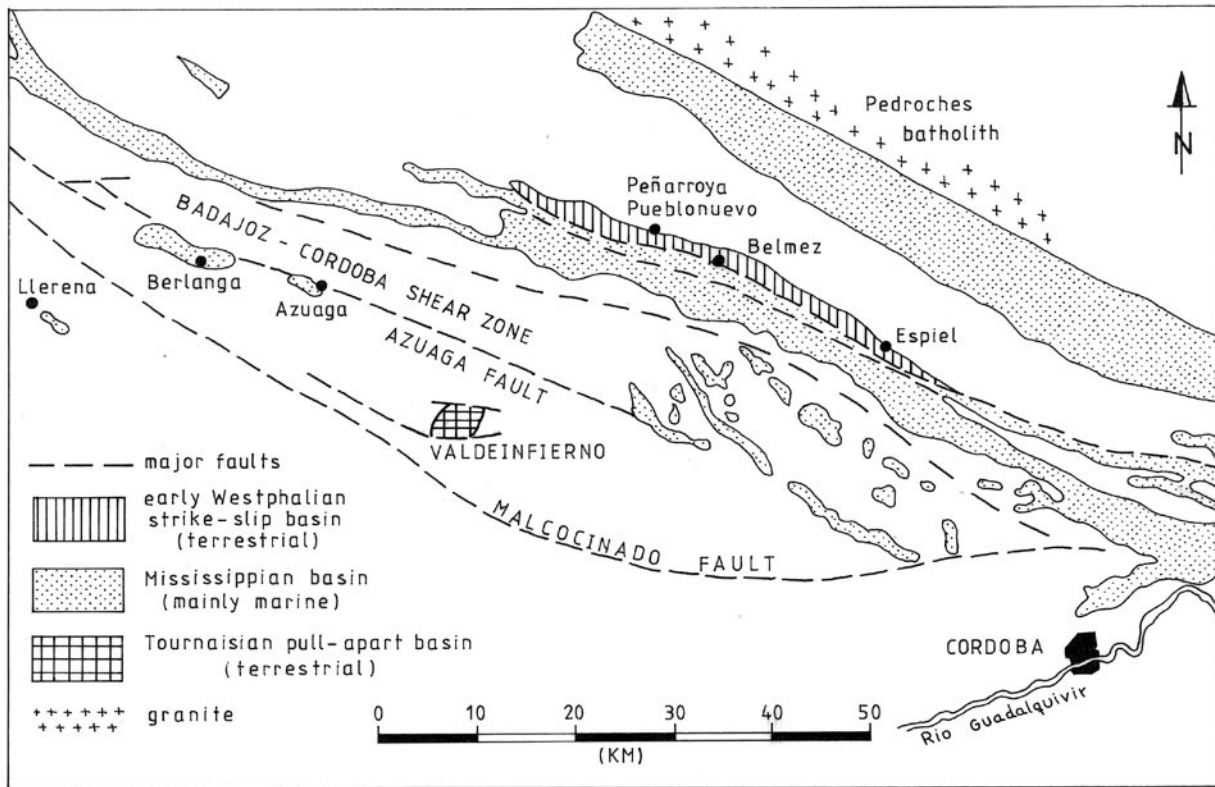 Pedroches
batholith
N
Peñarroya
Pueblonuevo
Belmez
BADAJOZ - CORDOBA SHEAR ZONE
Llerena
Berlanga
Azuaga
AZUAGA FAULT
Espiel
VALDEINFIERNO
MALCOCINADO FAULT
major faults
early Westphalian
strike-slip basin
(terrestrial)
Mississippian basin
(mainly marine)
Tournaisian pull-apart basin
(terrestrial)
granite
CORDOBA
Rio Guadalquivir
0 10 20 30 40 50
(KM)